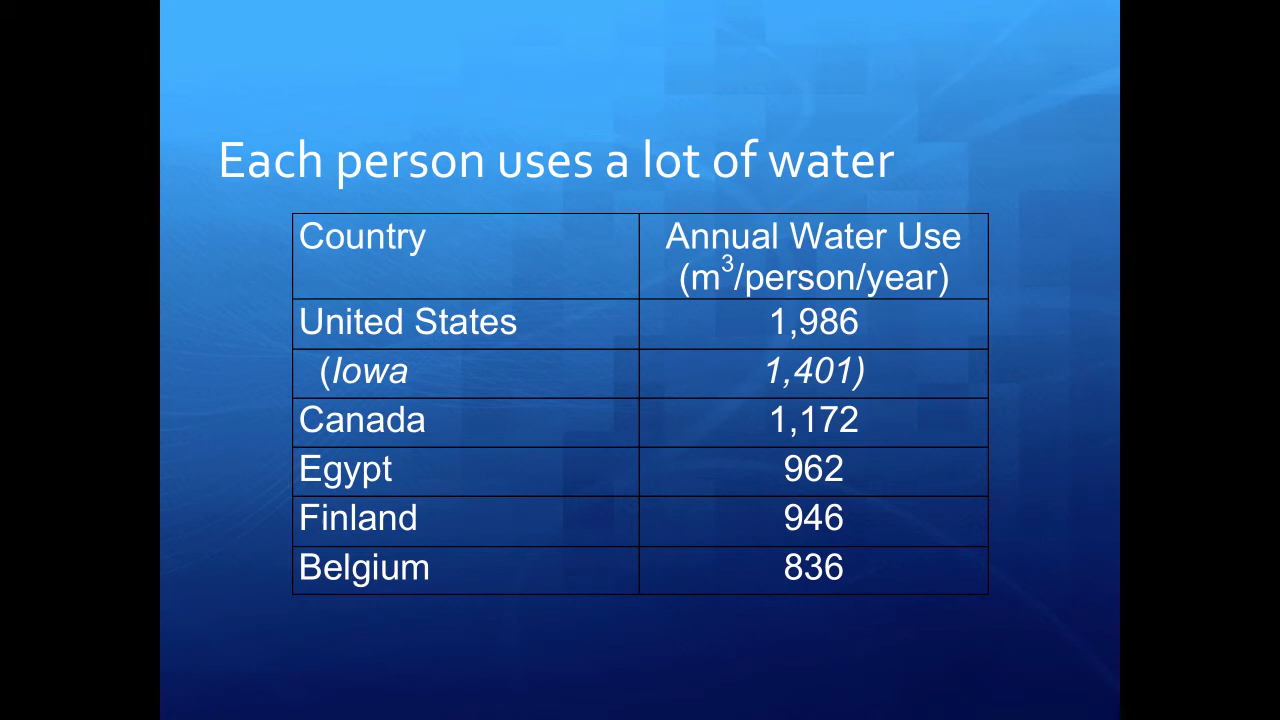 Each person uses a lot of water
Country Annual Water Use
(m³/person/year)
United States 1,986
(Iowa 1,401)
Canada 1,172
Egypt 962
Finland 946
Belgium 836